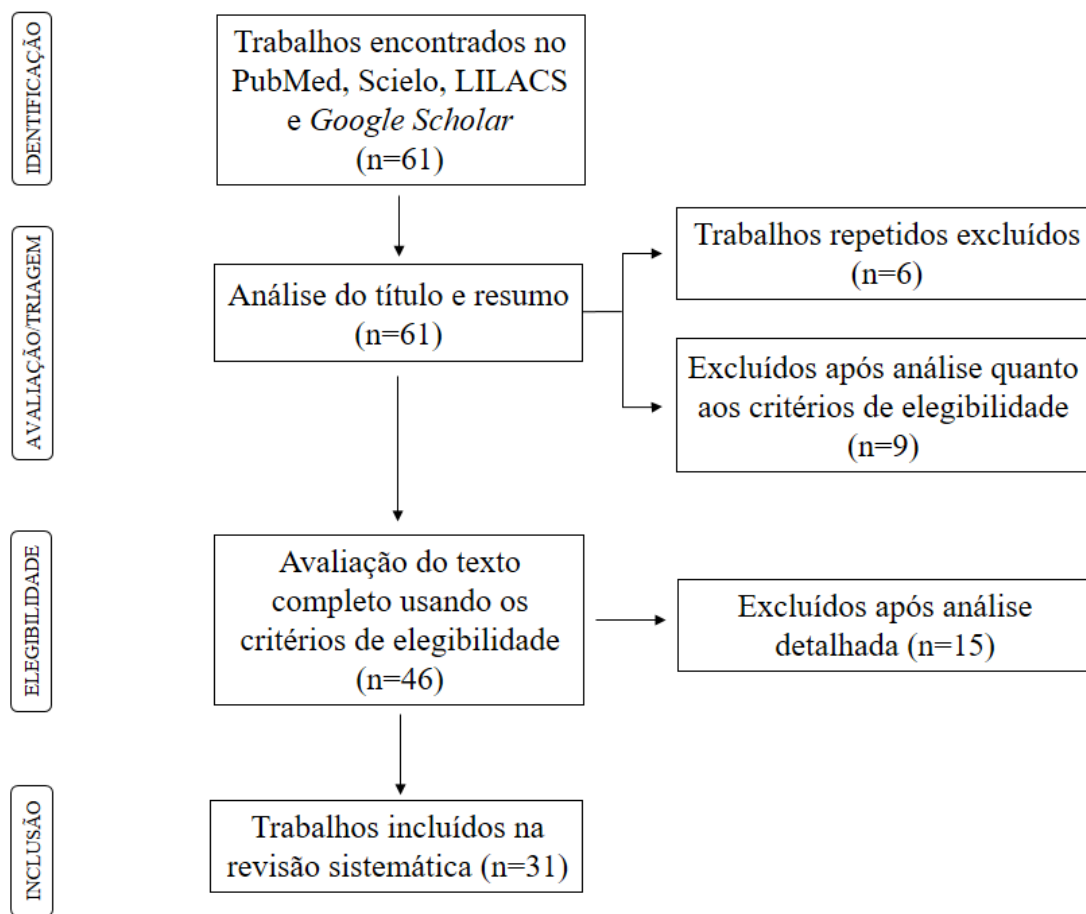 IDENTIFICAÇÃO
Trabalhos encontrados no
PubMed, Scielo, LILACS
e Google Scholar
(n=61)
AVALIAÇÃO/TRIAGEM
Análise do título e resumo
(n=61)
Trabalhos repetidos excluídos
(n=6)
Excluídos após análise quanto
aos critérios de elegibilidade
(n=9)
ELEGIBILIDADE
Avaliação do texto
completo usando os
critérios de elegibilidade
(n=46)
Excluídos após análise
detalhada (n=15)
INCLUSÃO
Trabalhos incluídos na
revisão sistemática (n=31)